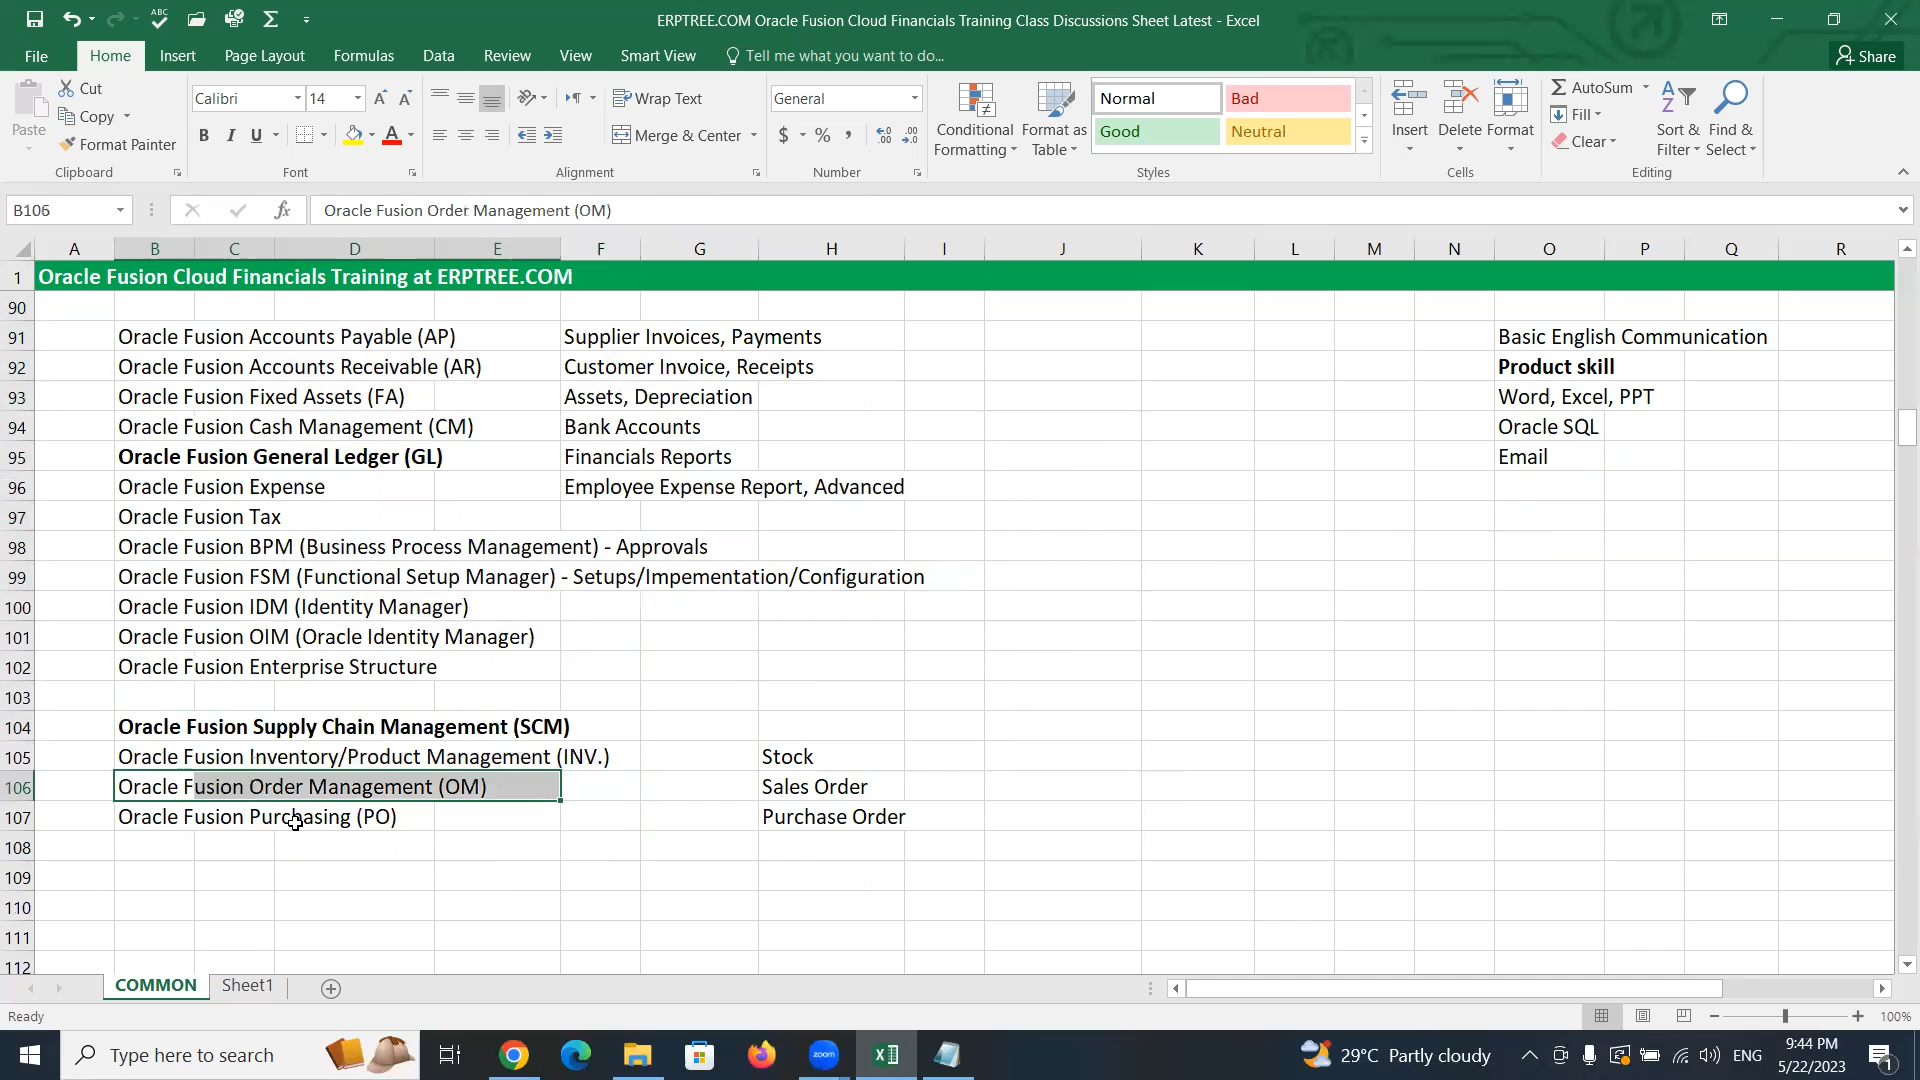 ERPTREE.COM Oracle Fusion Cloud Financials Training Class Discussions Sheet Latest - Excel
File Home Insert Page Layout Formulas Data Review View Smart View Tell me what you want to do... Share
Paste
Cut
Copy
Format Painter
Clipboard
Calibri 14
B I U
Font
Wrap Text
Merge & Center
Alignment
General
$ % ,
Number
Conditional Formatting
Format as Table
Normal Bad
Good Neutral
Styles
Insert Delete Format
Cells
AutoSum
Fill
Clear
Sort & Filter
Find & Select
Editing
B106 fx Oracle Fusion Order Management (OM)
A B C D E F G H I J K L M N O P Q R
1 Oracle Fusion Cloud Financials Training at ERPTREE.COM
90
91 Oracle Fusion Accounts Payable (AP) Supplier Invoices, Payments Basic English Communication
92 Oracle Fusion Accounts Receivable (AR) Customer Invoice, Receipts Product skill
93 Oracle Fusion Fixed Assets (FA) Assets, Depreciation Word, Excel, PPT
94 Oracle Fusion Cash Management (CM) Bank Accounts Oracle SQL
95 Oracle Fusion General Ledger (GL) Financials Reports Email
96 Oracle Fusion Expense Employee Expense Report, Advanced
97 Oracle Fusion Tax
98 Oracle Fusion BPM (Business Process Management) - Approvals
99 Oracle Fusion FSM (Functional Setup Manager) - Setups/Impementation/Configuration
100 Oracle Fusion IDM (Identity Manager)
101 Oracle Fusion OIM (Oracle Identity Manager)
102 Oracle Fusion Enterprise Structure
103
104 Oracle Fusion Supply Chain Management (SCM)
105 Oracle Fusion Inventory/Product Management (INV.) Stock
106 Oracle Fusion Order Management (OM) Sales Order
107 Oracle Fusion Purchasing (PO) Purchase Order
108
109
110
111
112
COMMON Sheet1
Ready 100%
Type here to search zoom 29°C Partly cloudy ENG 9:44 PM
5/22/2023 1